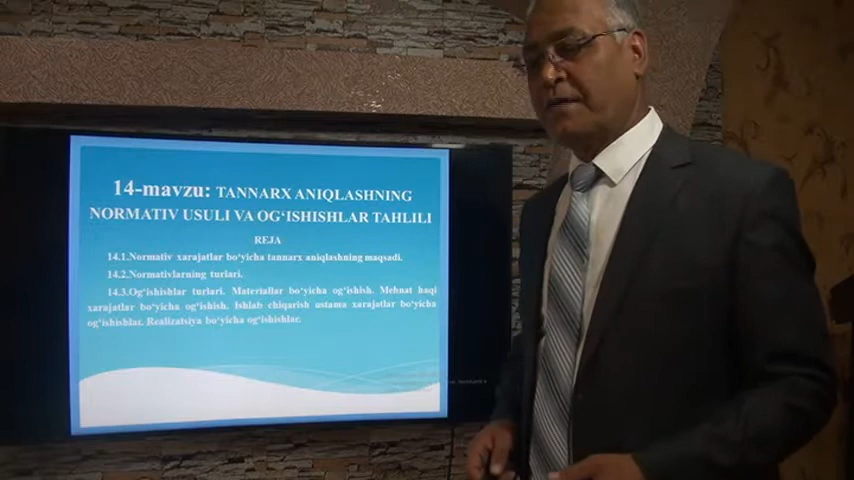 14-mavzu: TANNARX ANIQLASHNING
NORMATIV USULI VA OG‘ISHISHLAR TAHLILI
REJA
14.1.Normativ xarajatlar bo‘yicha tannarx aniqlashning maqsadi.
14.2.Normativlarning turlari.
14.3.Og‘ishishlar turlari. Materiallar bo‘yicha og‘ishish. Mehnat haqi
xarajatlar bo‘yicha og‘ishish. Ishlab chiqarish ustama xarajatlar bo‘yicha
og‘ishishlar. Realizatsiya bo‘yicha og‘ishishlar.